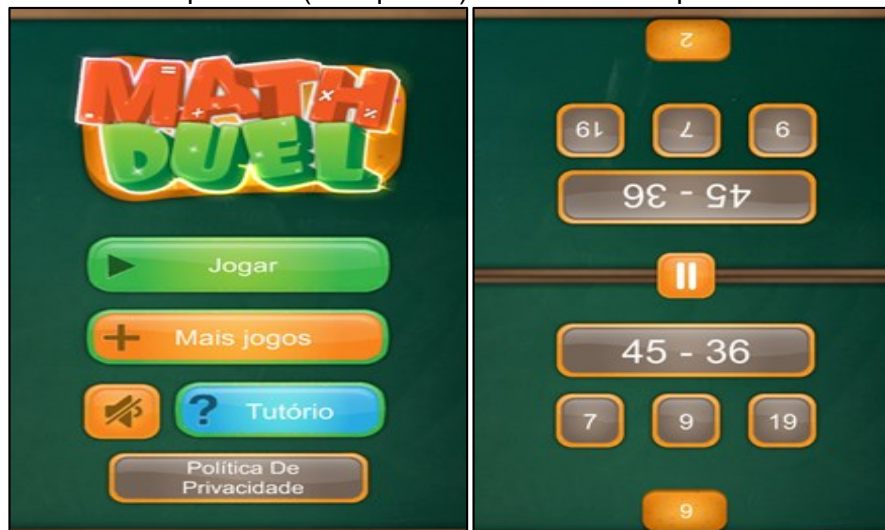 MATH
DUEL
Jogar
Mais jogos
? Tutório
Política De
Privacidade
2
19 7 9
45 - 36
45 - 36
7 9 19
6